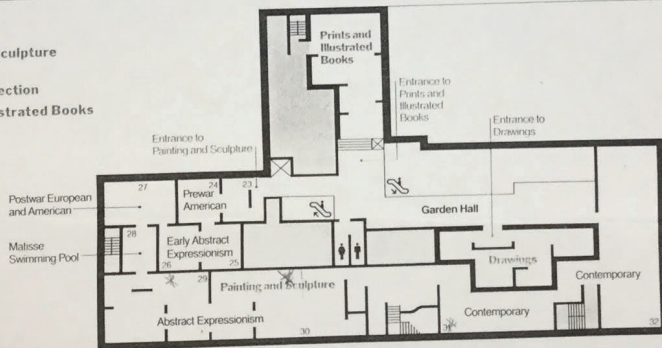 culpture
ection
strated Books
Prints and
Illustrated
Books
Entrance to
Prints and
Illustrated
Books
Entrance to
Drawings
Entrance to
Painting and Sculpture
27
24
23
Postwar European
and American
Prewar
American
Garden Hall
28
Matisse
Swimming Pool
Early Abstract
Expressionism
26
25
29
Drawings
Painting and Sculpture
Contemporary
Abstract Expressionism
Contemporary
30
31
32